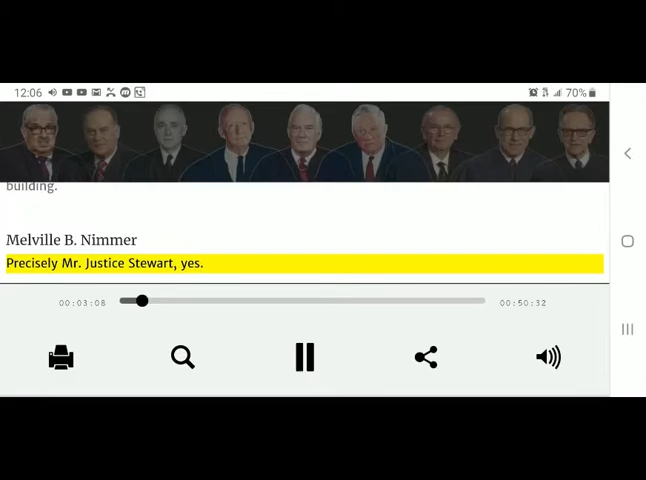 12:06
70%
building.
Melville B. Nimmer
Precisely Mr. Justice Stewart, yes.
00:03:08
00:50:32